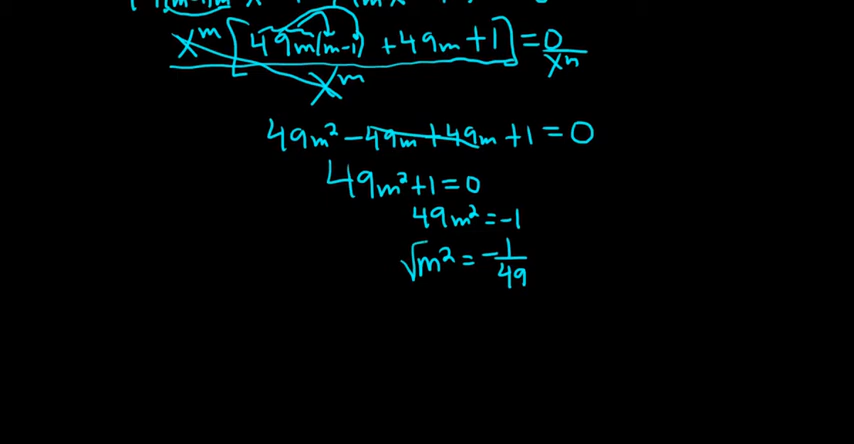 x^m [49m(m-1) + 49m + 1] = 0
x^m x^m
49m² - 49m + 49m + 1 = 0
49m² + 1 = 0
49m² = -1
√m² = -1/49